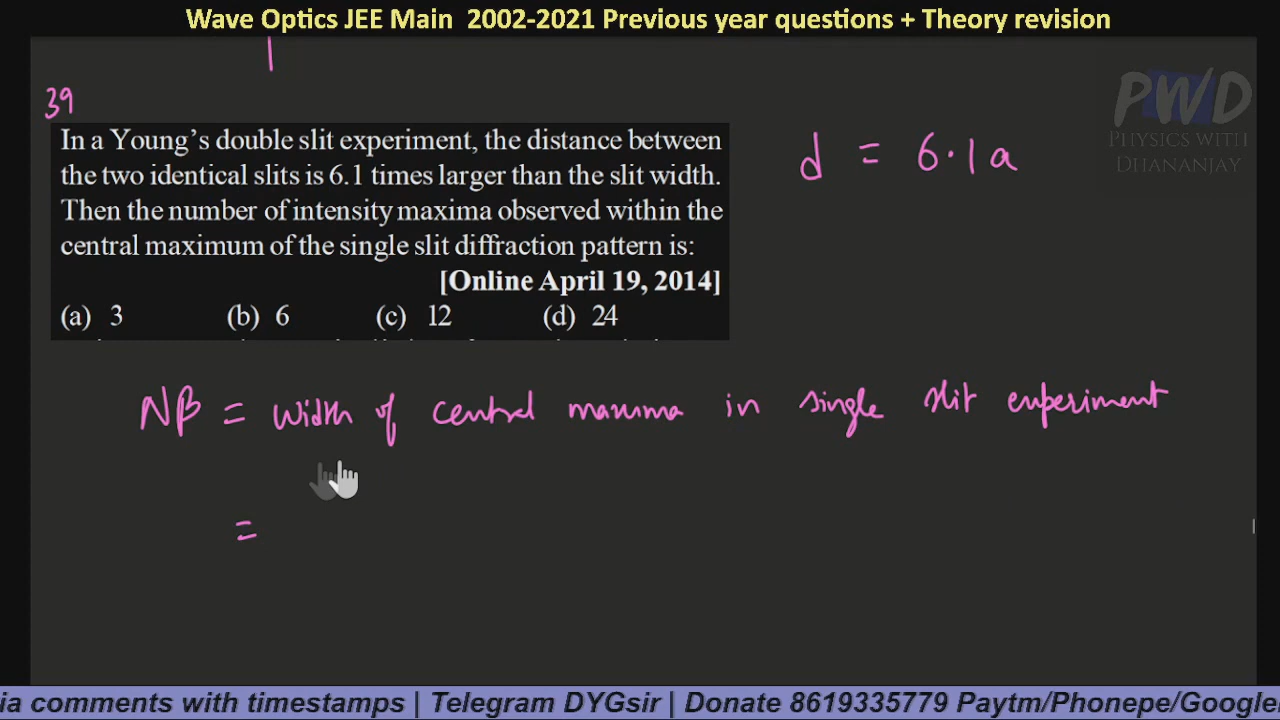 Wave Optics JEE Main 2002-2021 Previous year questions + Theory revision
39
PWD
PHYSICS WITH
DHANANJAY
In a Young's double slit experiment, the distance between
the two identical slits is 6.1 times larger than the slit width.
Then the number of intensity maxima observed within the
central maximum of the single slit diffraction pattern is:
[Online April 19, 2014]
(a) 3 (b) 6 (c) 12 (d) 24
d = 6.1a
Nβ = width of central maxima in single slit experiment
=
ia comments with timestamps | Telegram DYGsir | Donate 8619335779 Paytm/Phonepe/Google